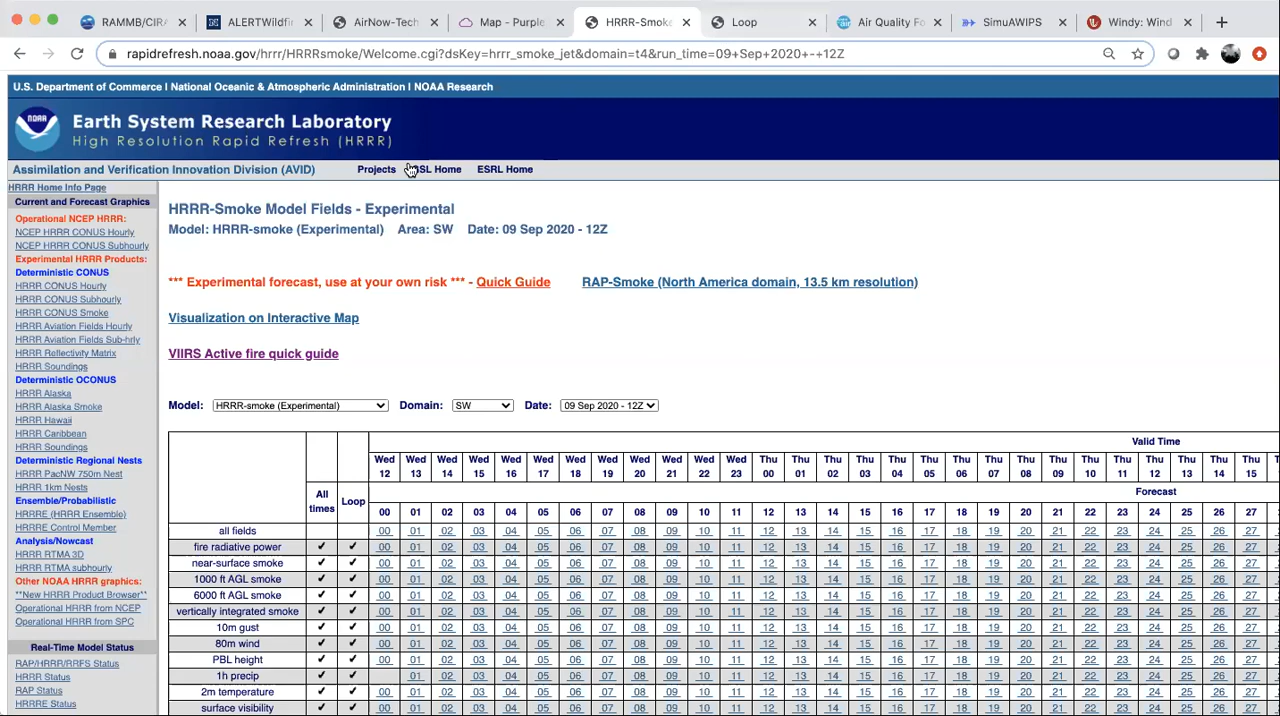 RAMMB/CIRA
ALERTWildfi
AirNow-Tech
Map - Purple
HRRR-Smoke
Loop
Air Quality Fo
SimuAWIPS
Windy: Wind
rapidrefresh.noaa.gov/hrrr/HRRRsmoke/Welcome.cgi?dsKey=hrrr_smoke_jet&domain=t4&run_time=09+Sep+2020+-+12Z
U.S. Department of Commerce | National Oceanic & Atmospheric Administration | NOAA Research
NOAA
Earth System Research Laboratory
High Resolution Rapid Refresh (HRRR)
Assimilation and Verification Innovation Division (AVID) Projects SL Home ESRL Home
HRRR Home Info Page
Current and Forecast Graphics
Operational NCEP HRRR:
NCEP HRRR CONUS Hourly
NCEP HRRR CONUS Subhourly
Experimental HRRR Products:
Deterministic CONUS
HRRR CONUS Hourly
HRRR CONUS Subhourly
HRRR CONUS Smoke
HRRR Aviation Fields Hourly
HRRR Aviation Fields Sub-hrly
HRRR Reflectivity Matrix
HRRR Soundings
Deterministic OCONUS
HRRR Alaska
HRRR Alaska Smoke
HRRR Hawaii
HRRR Caribbean
HRRR Soundings
Deterministic Regional Nests
HRRR PacNW 750m Nest
HRRR 1km Nests
Ensemble/Probabilistic
HRRRE (HRRR Ensemble)
HRRRE Control Member
Analysis/Nowcast
HRRR RTMA 3D
HRRR RTMA subhourly
Other NOAA HRRR graphics:
**New HRRR Product Browser**
Operational HRRR from NCEP
Operational HRRR from SPC
Real-Time Model Status
RAP/HRRR/RRFS Status
HRRR Status
RAP Status
HRRRE Status
HRRR-Smoke Model Fields - Experimental
Model: HRRR-smoke (Experimental) Area: SW Date: 09 Sep 2020 - 12Z
*** Experimental forecast, use at your own risk *** - Quick Guide RAP-Smoke (North America domain, 13.5 km resolution)
Visualization on Interactive Map
VIIRS Active fire quick guide
Model: HRRR-smoke (Experimental) Domain: SW Date: 09 Sep 2020 - 12Z
Valid Time
Wed Wed Wed Wed Wed Wed Wed Wed Wed Wed Wed Wed Thu Thu Thu Thu Thu Thu Thu Thu Thu Thu Thu Thu Thu Thu Thu Thu T
12 13 14 15 16 17 18 19 20 21 22 23 00 01 02 03 04 05 06 07 08 09 10 11 12 13 14 15
All times Loop Forecast
00 01 02 03 04 05 06 07 08 09 10 11 12 13 14 15 16 17 18 19 20 21 22 23 24 25 26 27
all fields 00 01 02 03 04 05 06 07 08 09 10 11 12 13 14 15 16 17 18 19 20 21 22 23 24 25 26 27
fire radiative power ✔ ✔ 00 01 02 03 04 05 06 07 08 09 10 11 12 13 14 15 16 17 18 19 20 21 22 23 24 25 26 27
near-surface smoke ✔ ✔ 00 01 02 03 04 05 06 07 08 09 10 11 12 13 14 15 16 17 18 19 20 21 22 23 24 25 26 27
1000 ft AGL smoke ✔ ✔ 00 01 02 03 04 05 06 07 08 09 10 11 12 13 14 15 16 17 18 19 20 21 22 23 24 25 26 27
6000 ft AGL smoke ✔ ✔ 00 01 02 03 04 05 06 07 08 09 10 11 12 13 14 15 16 17 18 19 20 21 22 23 24 25 26 27
vertically integrated smoke ✔ ✔ 00 01 02 03 04 05 06 07 08 09 10 11 12 13 14 15 16 17 18 19 20 21 22 23 24 25 26 27
10m gust ✔ ✔ 00 01 02 03 04 05 06 07 08 09 10 11 12 13 14 15 16 17 18 19 20 21 22 23 24 25 26 27
80m wind ✔ ✔ 00 01 02 03 04 05 06 07 08 09 10 11 12 13 14 15 16 17 18 19 20 21 22 23 24 25 26 27
PBL height ✔ ✔ 00 01 02 03 04 05 06 07 08 09 10 11 12 13 14 15 16 17 18 19 20 21 22 23 24 25 26 27
1h precip ✔ ✔ 01 02 03 04 05 06 07 08 09 10 11 12 13 14 15 16 17 18 19 20 21 22 23 24 25 26 27
2m temperature ✔ ✔ 00 01 02 03 04 05 06 07 08 09 10 11 12 13 14 15 16 17 18 19 20 21 22 23 24 25 26 27
surface visibility ✔ ✔ 00 01 02 03 04 05 06 07 08 09 10 11 12 13 14 15 16 17 18 19 20 21 22 23 24 25 26 27